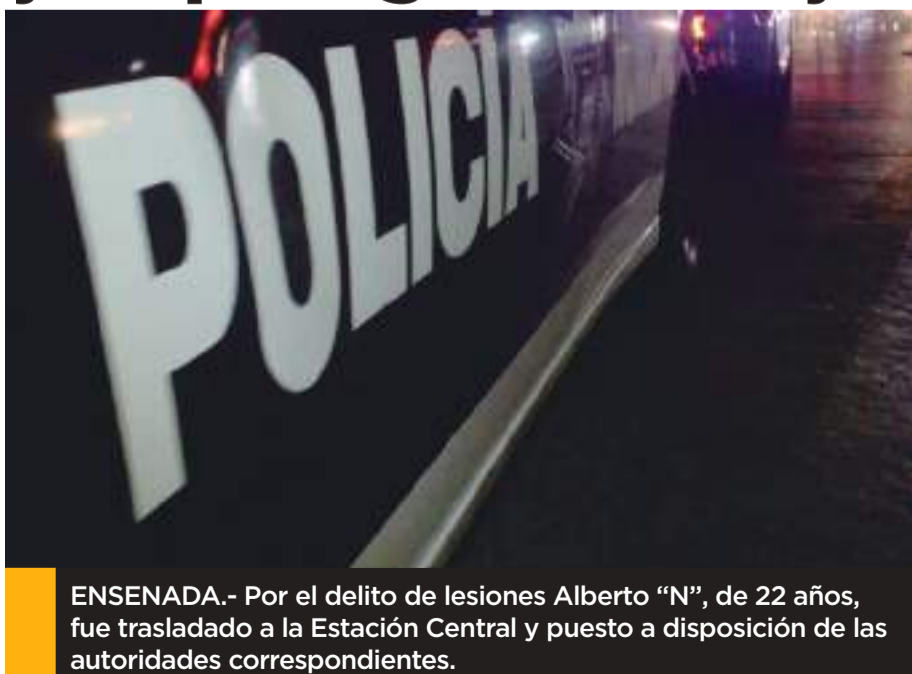 POLICÍA
ENSENADA.- Por el delito de lesiones Alberto “N”, de 22 años,
fue trasladado a la Estación Central y puesto a disposición de las
autoridades correspondientes.